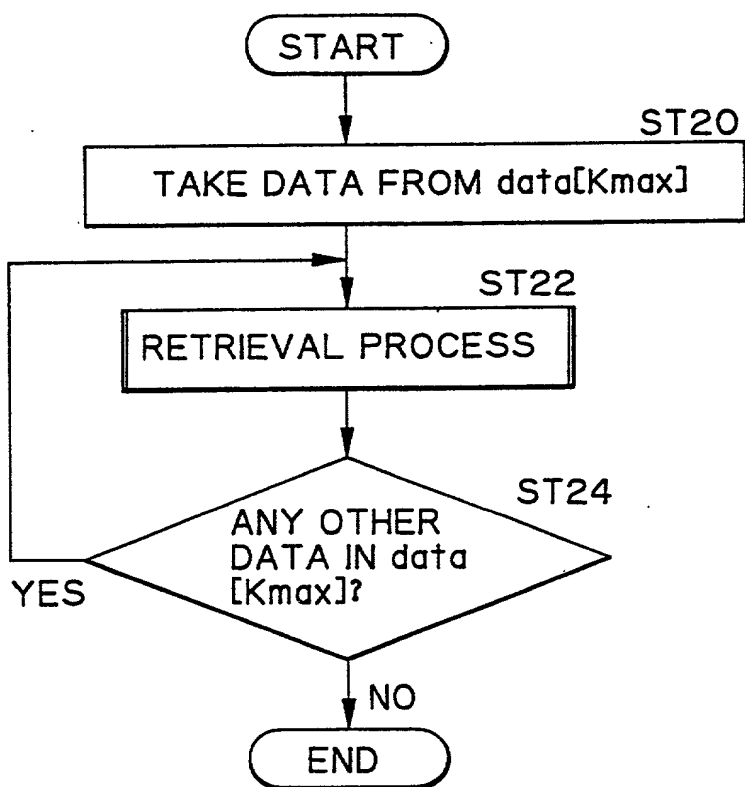 START
ST20
TAKE DATA FROM data[Kmax]
ST22
RETRIEVAL PROCESS
ST24
ANY OTHER
DATA IN data
[Kmax]?
YES
NO
END